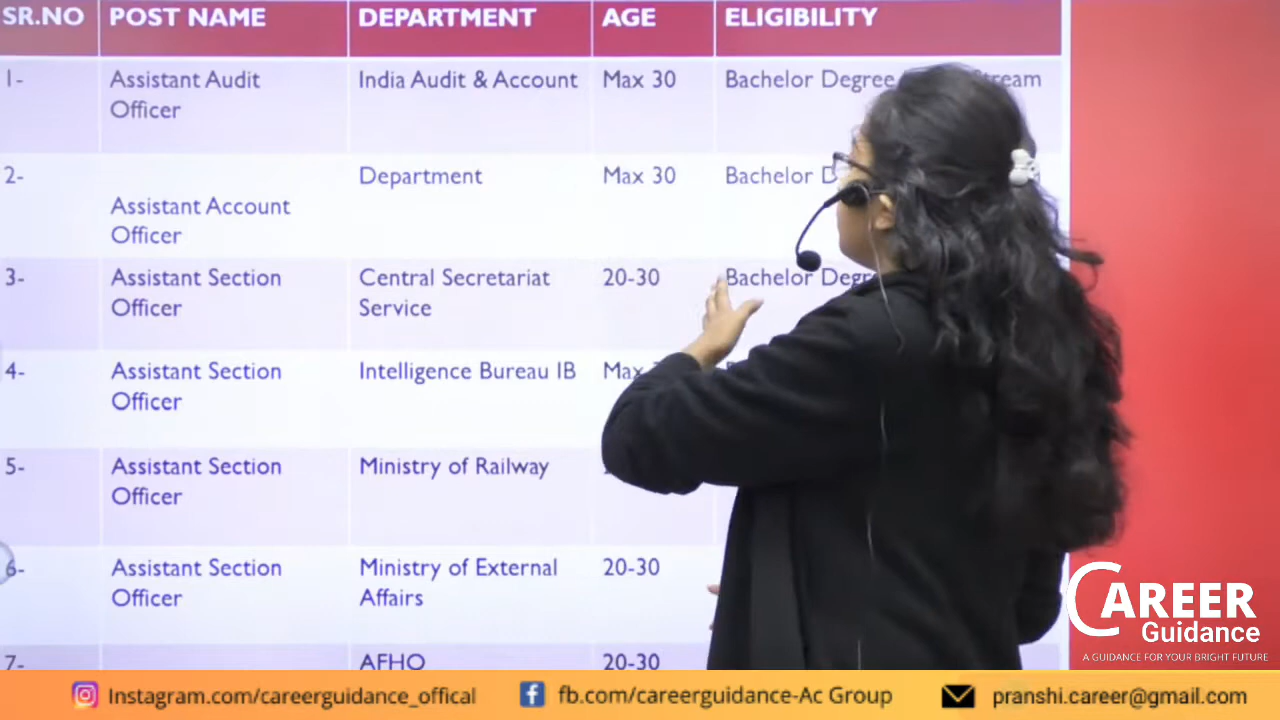 SR.NO POST NAME DEPARTMENT AGE ELIGIBILITY
1- Assistant Audit India Audit & Account Max 30 Bachelor Degree
Officer
2- Department Max 30 Bachelor
Assistant Account
Officer
3- Assistant Section Central Secretariat 20-30 Bachelor
Officer Service
4- Assistant Section Intelligence Bureau IB Max
Officer
5- Assistant Section Ministry of Railway
Officer
6- Assistant Section Ministry of External 20-30
Officer Affairs
7- AFHQ 20-30
CAREER
Guidance
A GUIDANCE FOR YOUR BRIGHT FUTURE
Instagram.com/careerguidance_offical fb.com/careerguidance-Ac Group pranshi.career@gmail.com